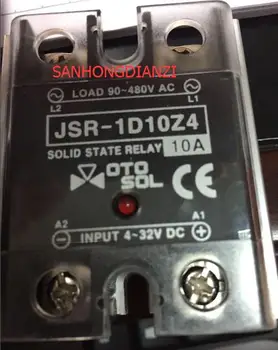 SANHONGDIANZI
LOAD 90~480V AC
L2 L1
JSR-1D10Z4
SOLID STATE RELAY 10A
OTO
SOL CE
A2 A1
INPUT 4~32V DC